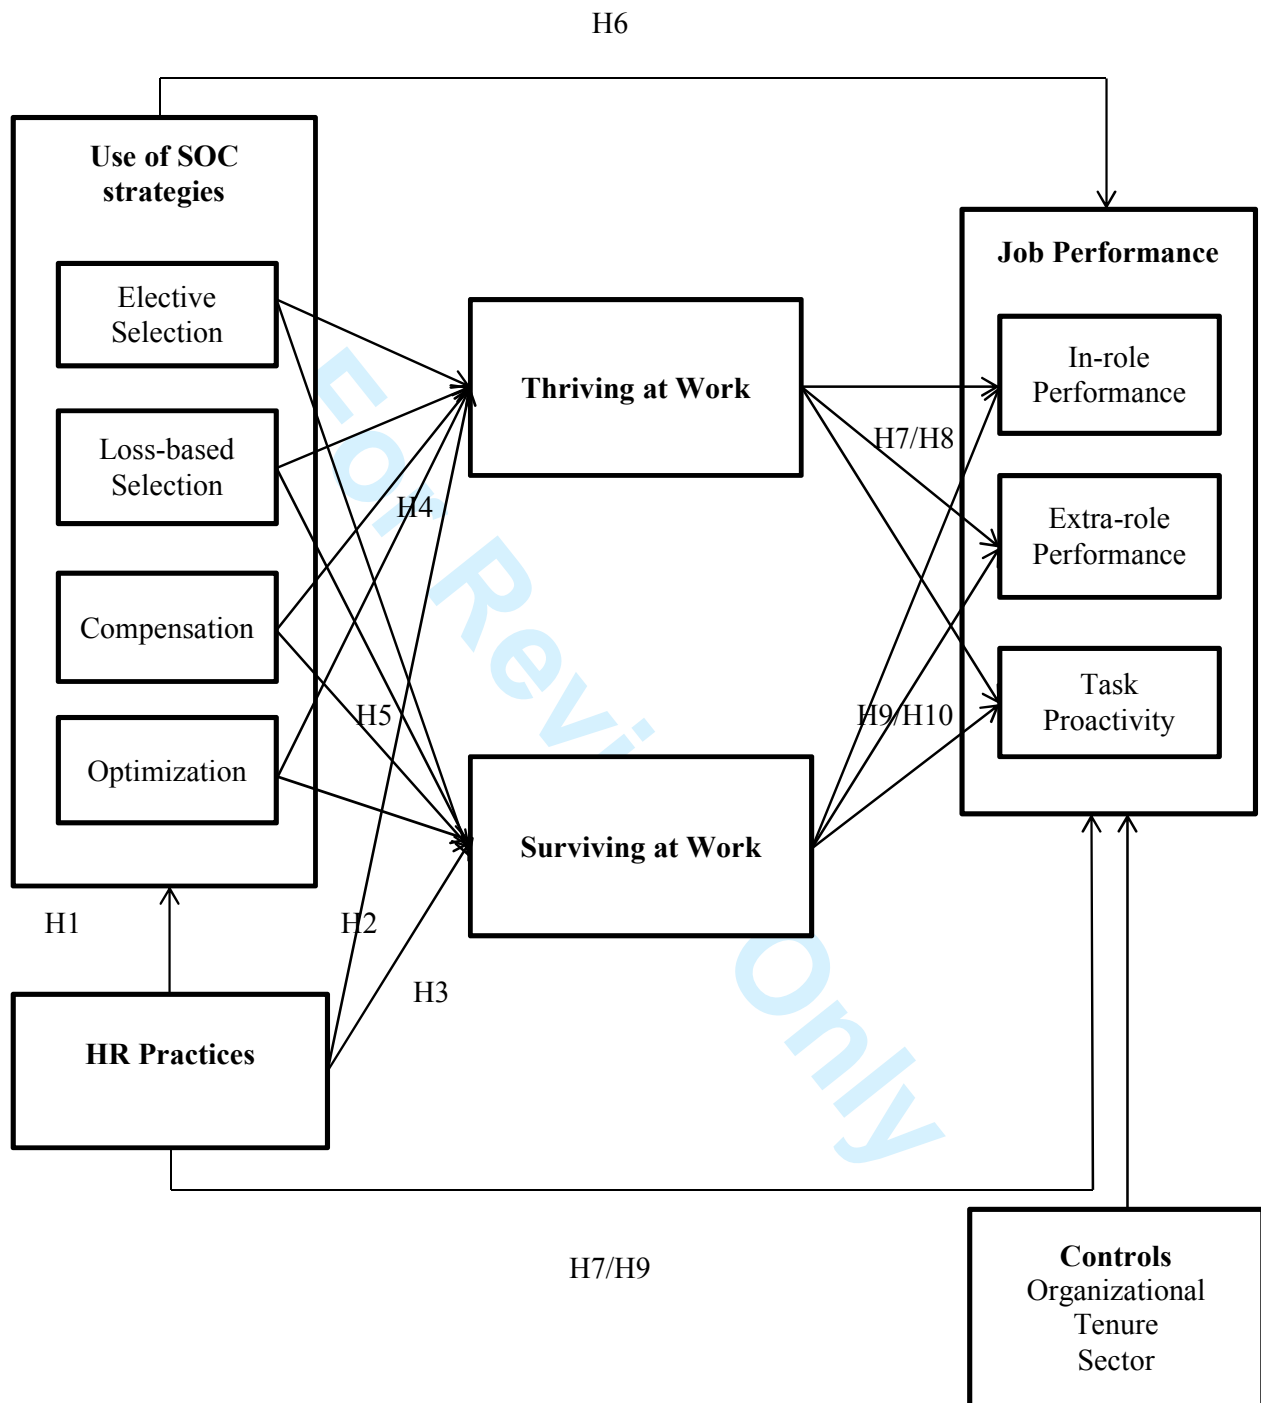 H6
Use of SOC
strategies
Elective
Selection
Loss-based
Selection
Compensation
Optimization
Thriving at Work
Surviving at Work
Job Performance
In-role
Performance
Extra-role
Performance
Task
Proactivity
H7/H8
H4
H5
H9/H10
H1
H2
H3
HR Practices
H7/H9
Controls
Organizational
Tenure
Sector
For Review Only